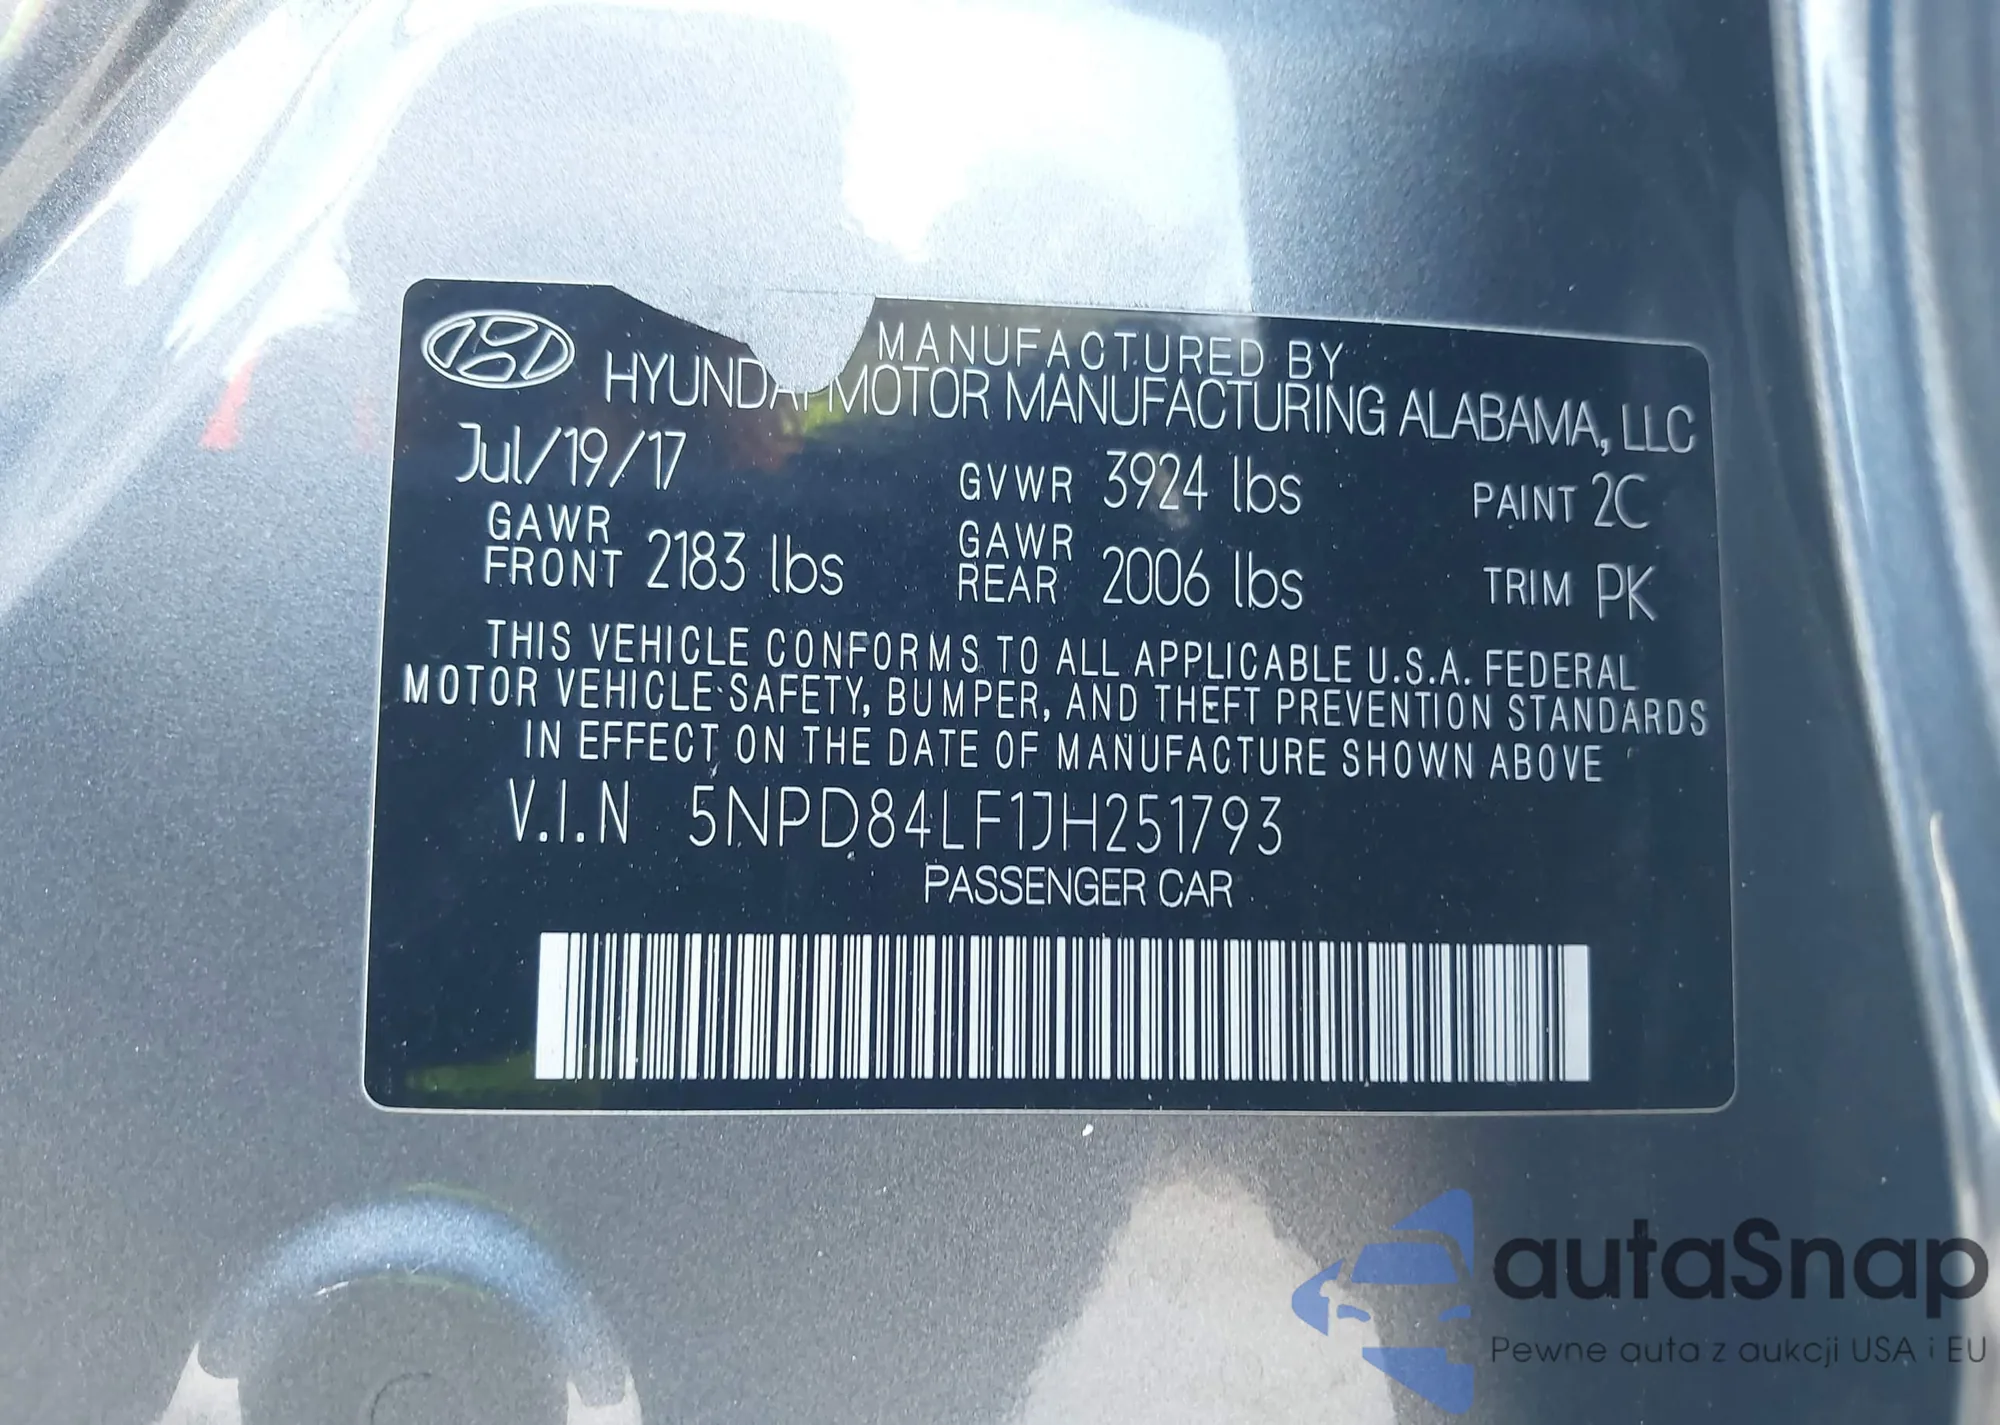 MANUFACTURED BY
HYUNDAI MOTOR MANUFACTURING ALABAMA, LLC
Jul/19/17 GVWR 3924 lbs PAINT 2C
GAWR FRONT 2183 lbs GAWR REAR 2006 lbs TRIM PK
THIS VEHICLE CONFORMS TO ALL APPLICABLE U.S.A. FEDERAL
MOTOR VEHICLE SAFETY, BUMPER, AND THEFT PREVENTION STANDARDS
IN EFFECT ON THE DATE OF MANUFACTURE SHOWN ABOVE
V.I.N 5NPD84LF1JH251793
PASSENGER CAR
autaSnap
Pewne auta z aukcji USA i EU